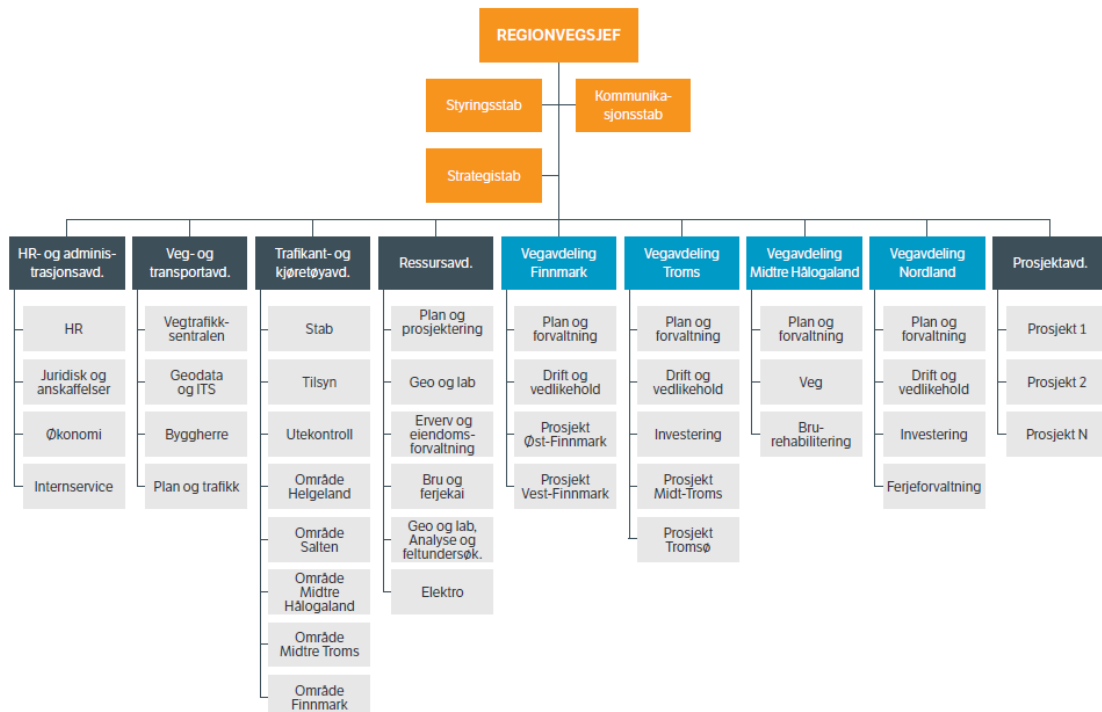 REGIONVEGSJEF
Styringsstab
Kommunika-
sjonsstab
Strategistab
HR- og adminis-
trasjonsavd.
HR
Juridisk og
anskaffelser
Økonomi
Internservice
Veg- og
transportavd.
Vegtrafikk-
sentralen
Geodata
og ITS
Byggherre
Plan og trafikk
Trafikant- og
kjøretøyavd.
Stab
Tilsyn
Utekontroll
Område
Helgeland
Område
Salten
Område
Midtre
Hålogaland
Område
Midtre Troms
Område
Finnmark
Ressursavd.
Plan og
prosjektering
Geo og lab
Erverv og
eiendoms-
forvaltning
Bru og
ferjekai
Geo og lab,
Analyse og
feltundersøk.
Elektro
Vegavdeling
Finnmark
Plan og
forvaltning
Drift og
vedlikehold
Prosjekt
Øst-Finnmark
Prosjekt
Vest-Finnmark
Vegavdeling
Troms
Plan og
forvaltning
Drift og
vedlikehold
Investering
Prosjekt
Midt-Troms
Prosjekt
Tromsø
Vegavdeling
Midtre Hålogaland
Plan og
forvaltning
Veg
Bru-
rehabilitering
Vegavdeling
Nordland
Plan og
forvaltning
Drift og
vedlikehold
Investering
Ferjeforvaltning
Prosjektavd.
Prosjekt 1
Prosjekt 2
Prosjekt N